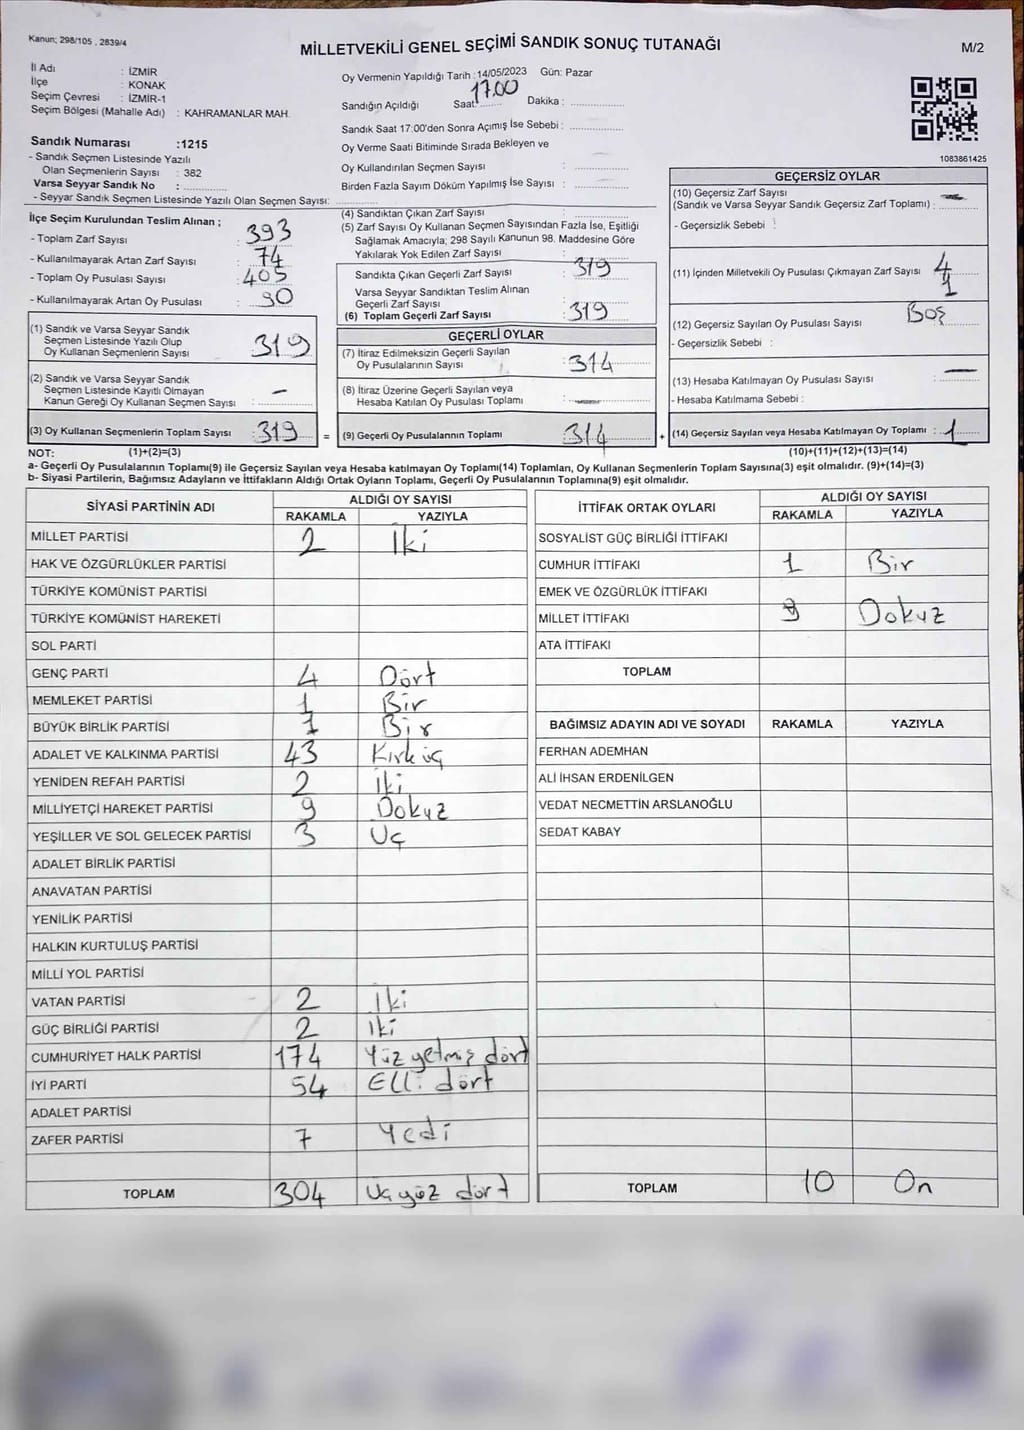 Kanun; 298/105 , 2839/4
MİLLETVEKİLİ GENEL SEÇİMİ SANDIK SONUÇ TUTANAĞI
M/2
İl Adı : İZMİR
İlçe : KONAK
Seçim Çevresi : İZMİR-1
Seçim Bölgesi (Mahalle Adı) : KAHRAMANLAR MAH.
Sandık Numarası :1215
- Sandık Seçmen Listesinde Yazılı
Olan Seçmenlerin Sayısı : 382
Varsa Seyyar Sandık No :
- Seyyar Sandık Seçmen Listesinde Yazılı Olan Seçmen Sayısı:
Oy Vermenin Yapıldığı Tarih :14/05/2023 Gün: Pazar
Sandığın Açıldığı Saat: 17.00 Dakika :
Sandık Saat 17:00'den Sonra Açımış İse Sebebi :
Oy Verme Saati Bitiminde Sırada Bekleyen ve
Oy Kullandırılan Seçmen Sayısı :
Birden Fazla Sayım Döküm Yapılmış İse Sayısı :
1083861425
İlçe Seçim Kurulundan Teslim Alınan ;
- Toplam Zarf Sayısı : 393
- Kullanılmayarak Artan Zarf Sayısı : 74
- Toplam Oy Pusulası Sayısı : 405
- Kullanılmayarak Artan Oy Pusulası : 90
(1) Sandık ve Varsa Seyyar Sandık
Seçmen Listesinde Yazılı Olup
Oy Kullanan Seçmenlerin Sayısı : 319
(2) Sandık ve Varsa Seyyar Sandık
Seçmen Listesinde Kayıtlı Olmayan
Kanun Gereği Oy Kullanan Seçmen Sayısı : -
(3) Oy Kullanan Seçmenlerin Toplam Sayısı : 319
(4) Sandıktan Çıkan Zarf Sayısı :
(5) Zarf Sayısı Oy Kullanan Seçmen Sayısından Fazla İse, Eşitliği
Sağlamak Amacıyla; 298 Sayılı Kanunun 98. Maddesine Göre
Yakılarak Yok Edilen Zarf Sayısı :
Sandıkta Çıkan Geçerli Zarf Sayısı : 319
Varsa Seyyar Sandıktan Teslim Alınan
Geçerli Zarf Sayısı :
(6) Toplam Geçerli Zarf Sayısı : 319
GEÇERLİ OYLAR
(7) İtiraz Edilmeksizin Geçerli Sayılan
Oy Pusulalarının Sayısı : 314
(8) İtiraz Üzerine Geçerli Sayılan veya
Hesaba Katılan Oy Pusulası Toplamı : -
= (9) Geçerli Oy Pusulalarının Toplamı 314 +
GEÇERSİZ OYLAR
(10) Geçersiz Zarf Sayısı
(Sandık ve Varsa Seyyar Sandık Geçersiz Zarf Toplamı) : -
- Geçersizlik Sebebi :
(11) İçinden Milletvekili Oy Pusulası Çıkmayan Zarf Sayısı : 4
1
(12) Geçersiz Sayılan Oy Pusulası Sayısı : Boş
- Geçersizlik Sebebi :
(13) Hesaba Katılmayan Oy Pusulası Sayısı : -
- Hesaba Katılmama Sebebi :
(14) Geçersiz Sayılan veya Hesaba Katılmayan Oy Toplamı : 1
NOT: (1)+(2)=(3)
(10)+(11)+(12)+(13)=(14)
a- Geçerli Oy Pusulalarının Toplamı(9) ile Geçersiz Sayılan veya Hesaba katılmayan Oy Toplamı(14) Toplamları, Oy Kullanan Seçmenlerin Toplam Sayısına(3) eşit olmalıdır. (9)+(14)=(3)
b- Siyasi Partilerin, Bağımsız Adayların ve İttifakların Aldığı Ortak Oyların Toplamı, Geçerli Oy Pusulalarının Toplamına(9) eşit olmalıdır.
SİYASİ PARTİNİN ADI ALDIĞI OY SAYISI
RAKAMLA YAZIYLA
MİLLET PARTİSİ 2 İki
HAK VE ÖZGÜRLÜKLER PARTİSİ
TÜRKİYE KOMÜNİST PARTİSİ
TÜRKİYE KOMÜNİST HAREKETİ
SOL PARTİ
GENÇ PARTİ 4 Dört
MEMLEKET PARTİSİ 1 Bir
BÜYÜK BİRLİK PARTİSİ 1 Bir
ADALET VE KALKINMA PARTİSİ 43 Kırk üç
YENİDEN REFAH PARTİSİ 2 İki
MİLLİYETÇİ HAREKET PARTİSİ 9 Dokuz
YEŞİLLER VE SOL GELECEK PARTİSİ 3 Üç
ADALET BİRLİK PARTİSİ
ANAVATAN PARTİSİ
YENİLİK PARTİSİ
HALKIN KURTULUŞ PARTİSİ
MİLLİ YOL PARTİSİ
VATAN PARTİSİ 2 İki
GÜÇ BİRLİĞİ PARTİSİ 2 İki
CUMHURİYET HALK PARTİSİ 174 Yüz yetmiş dört
İYİ PARTİ 54 Elli dört
ADALET PARTİSİ
ZAFER PARTİSİ 7 Yedi
TOPLAM 304 Üçyüz dört
İTTİFAK ORTAK OYLARI ALDIĞI OY SAYISI
RAKAMLA YAZIYLA
SOSYALİST GÜÇ BİRLİĞİ İTTİFAKI
CUMHUR İTTİFAKI 1 Bir
EMEK VE ÖZGÜRLÜK İTTİFAKI
MİLLET İTTİFAKI 9 Dokuz
ATA İTTİFAKI
TOPLAM
BAĞIMSIZ ADAYIN ADI VE SOYADI RAKAMLA YAZIYLA
FERHAN ADEMHAN
ALİ İHSAN ERDENİLGEN
VEDAT NECMETTİN ARSLANOĞLU
SEDAT KABAY
TOPLAM 10 On